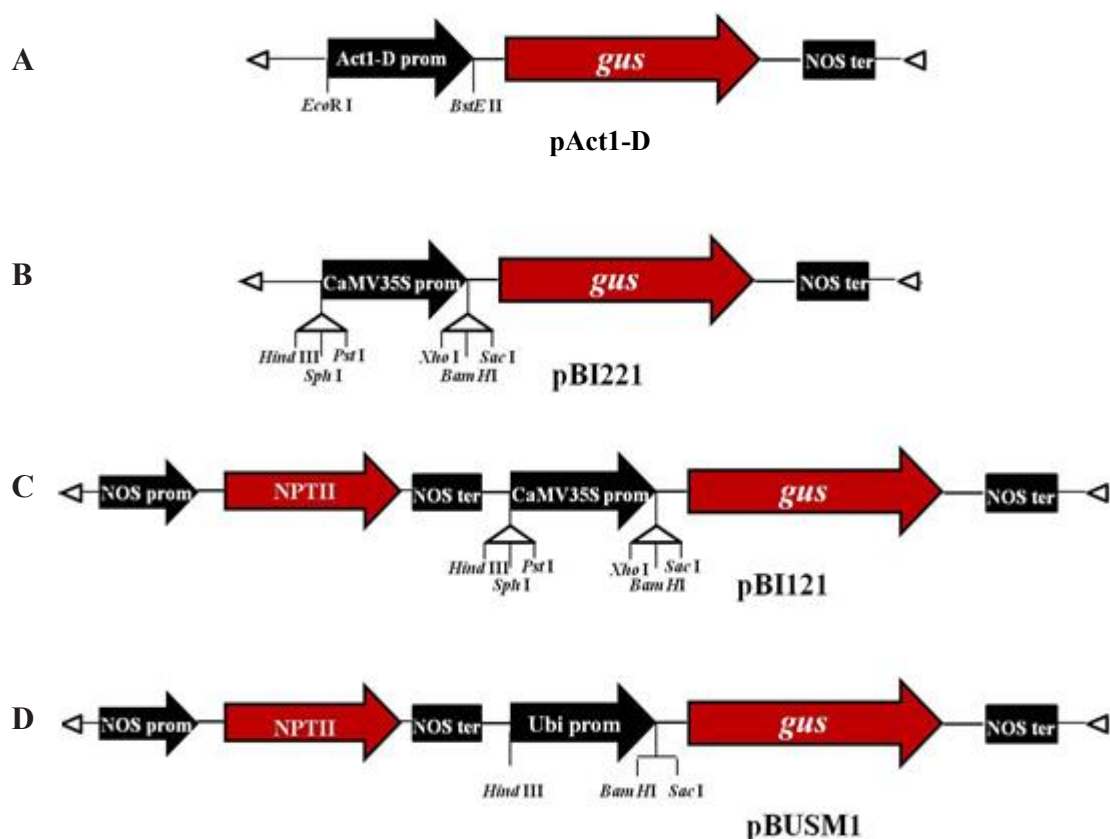 A
Act1-D prom gus NOS ter
EcoR I BstE II
pAct1-D
B
CaMV35S prom gus NOS ter
Hind III Pst I Xho I Sac I
Sph I Bam HI
pBI221
C
NOS prom NPTII NOS ter CaMV35S prom gus NOS ter
Hind III Pst I Xho I Sac I
Sph I Bam HI
pBI121
D
NOS prom NPTII NOS ter Ubi prom gus NOS ter
Hind III Bam HI Sac I
pBUSM1